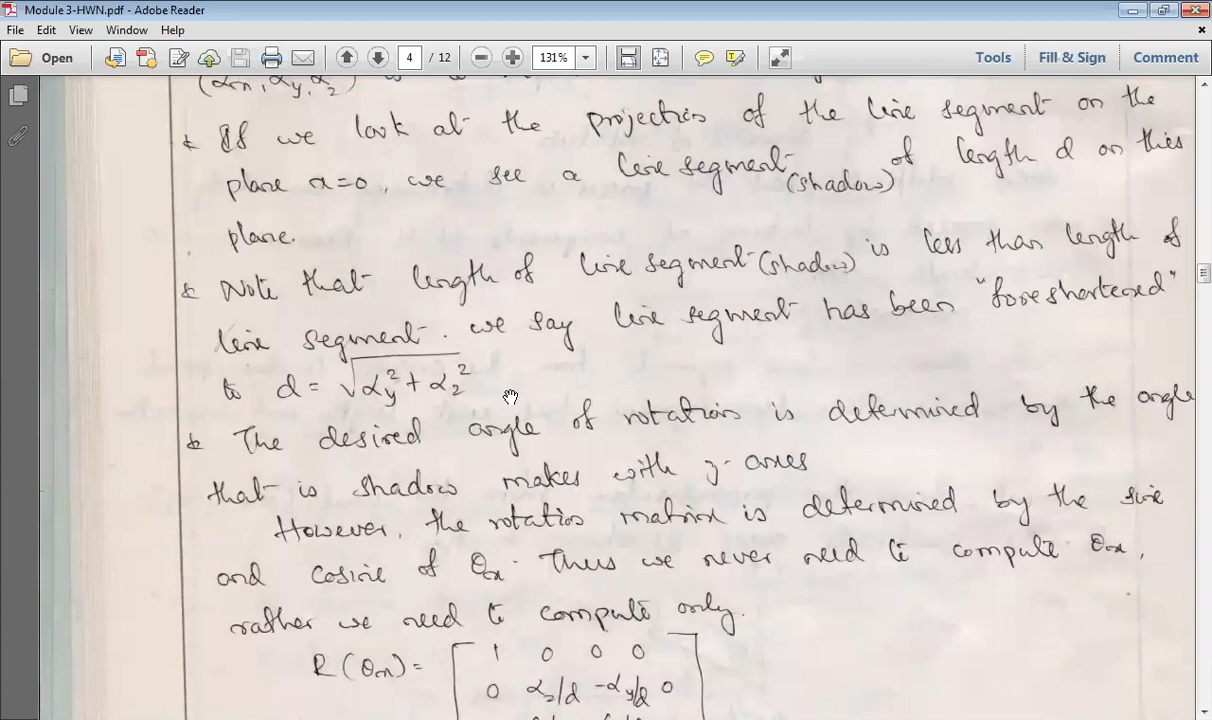 Module 3-HWN.pdf - Adobe Reader
File Edit View Window Help
Open 4 / 12 131% Tools Fill & Sign Comment
(αx, αy, αz) is
* If we look at the projection of the line segment on the
plane x=0, we see a line segment (shadow) of length d on this
plane.
* Note that length of line segment (shadow) is less than length of
line segment. we say line segment has been "foreshortened"
to d = √αy² + αz²
* The desired angle of rotation is determined by the angle
that is shadow makes with z-axes
However, the rotation matrix is determined by the sine
and cosine of θx. Thus we never need to compute θx,
rather we need to compute only.
R(θx) =
1 0 0 0
0 αz/d -αy/d 0